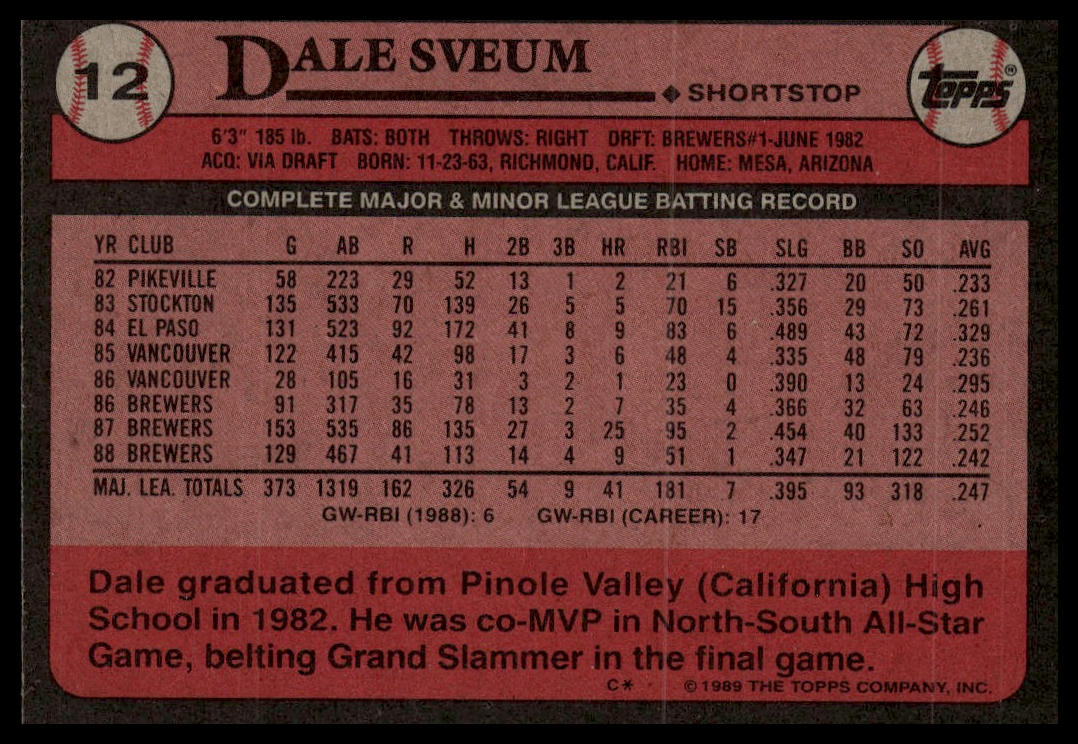 12 DALE SVEUM
SHORTSTOP
topps®
6'3" 185 lb. BATS: BOTH THROWS: RIGHT DRFT: BREWERS#1-JUNE 1982
ACQ: VIA DRAFT BORN: 11-23-63, RICHMOND, CALIF. HOME: MESA, ARIZONA
COMPLETE MAJOR & MINOR LEAGUE BATTING RECORD
YR CLUB G AB R H 2B 3B HR RBI SB SLG BB SO AVG
82 PIKEVILLE 58 223 29 52 13 1 2 21 6 .327 20 50 .233
83 STOCKTON 135 533 70 139 26 5 5 70 15 .356 29 73 .261
84 EL PASO 131 523 92 172 41 8 9 83 6 .489 43 72 .329
85 VANCOUVER 122 415 42 98 17 3 6 48 4 .335 48 79 .236
86 VANCOUVER 28 105 16 31 3 2 1 23 0 .390 13 24 .295
86 BREWERS 91 317 35 78 13 2 7 35 4 .366 32 63 .246
87 BREWERS 153 535 86 135 27 3 25 95 2 .454 40 133 .252
88 BREWERS 129 467 41 113 14 4 9 51 1 .347 21 122 .242
MAJ. LEA. TOTALS 373 1319 162 326 54 9 41 181 7 .395 93 318 .247
GW-RBI (1988): 6 GW-RBI (CAREER): 17
Dale graduated from Pinole Valley (California) High
School in 1982. He was co-MVP in North-South All-Star
Game, belting Grand Slammer in the final game.
C* © 1989 THE TOPPS COMPANY, INC.